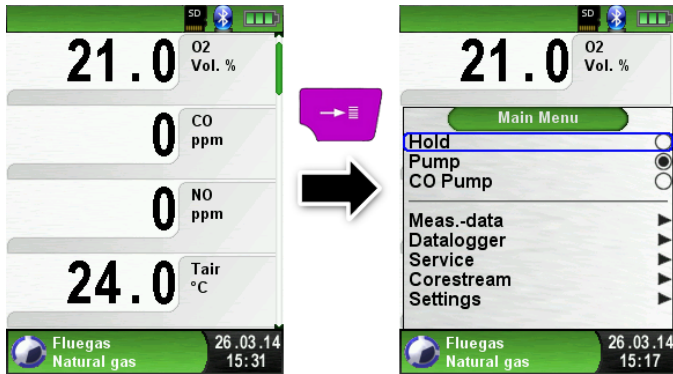 SD
21.0
O2
Vol. %
0
CO
ppm
0
NO
ppm
24.0
Tair
°C
Fluegas
Natural gas
26.03.14
15:31
SD
21.0
O2
Vol. %
Main Menu
Hold
Pump
CO Pump
Meas.-data
Datalogger
Service
Corestream
Settings
Fluegas
Natural gas
26.03.14
15:17